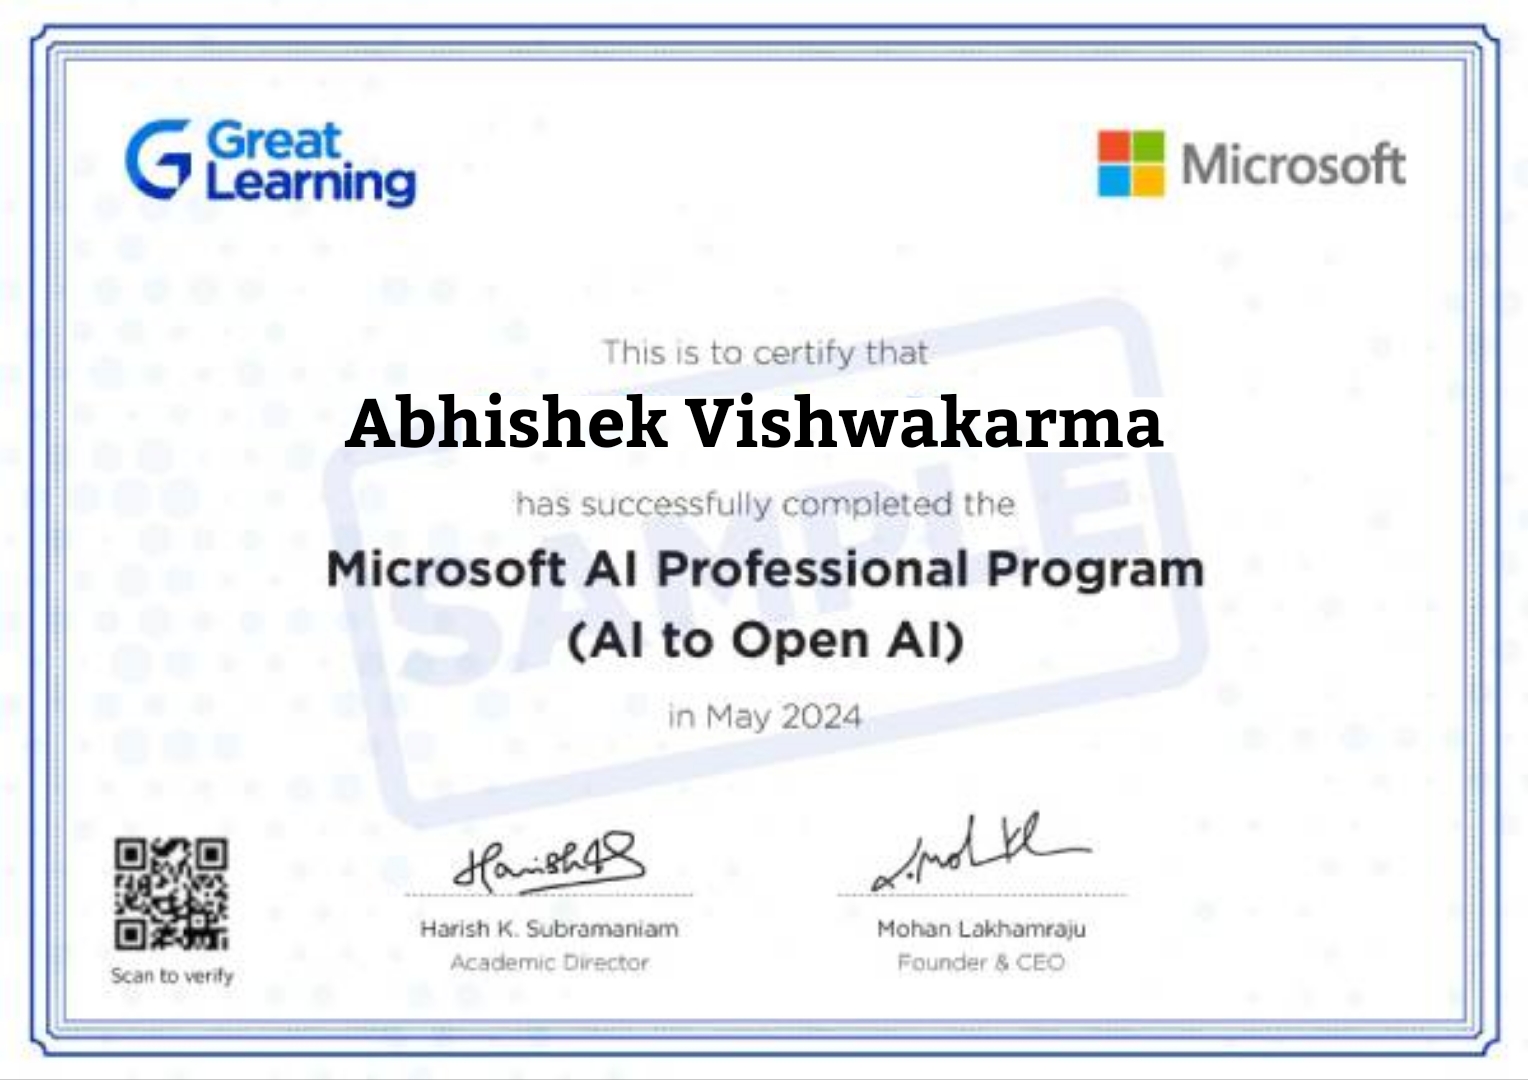 Great
Learning
Microsoft
This is to certify that
Abhishek Vishwakarma
has successfully completed the
Microsoft AI Professional Program
(AI to Open AI)
in May 2024
SAMPLE
Harish K. Subramaniam
Academic Director
Mohan Lakhamraju
Founder & CEO
Scan to verify